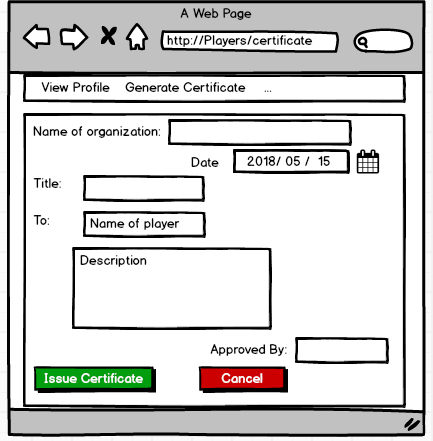 A Web Page
http://Players/certificate
View Profile Generate Certificate ...
Name of organization:
Date 2018/ 05 / 15
Title:
To: Name of player
Description
Approved By:
Issue Certificate Cancel